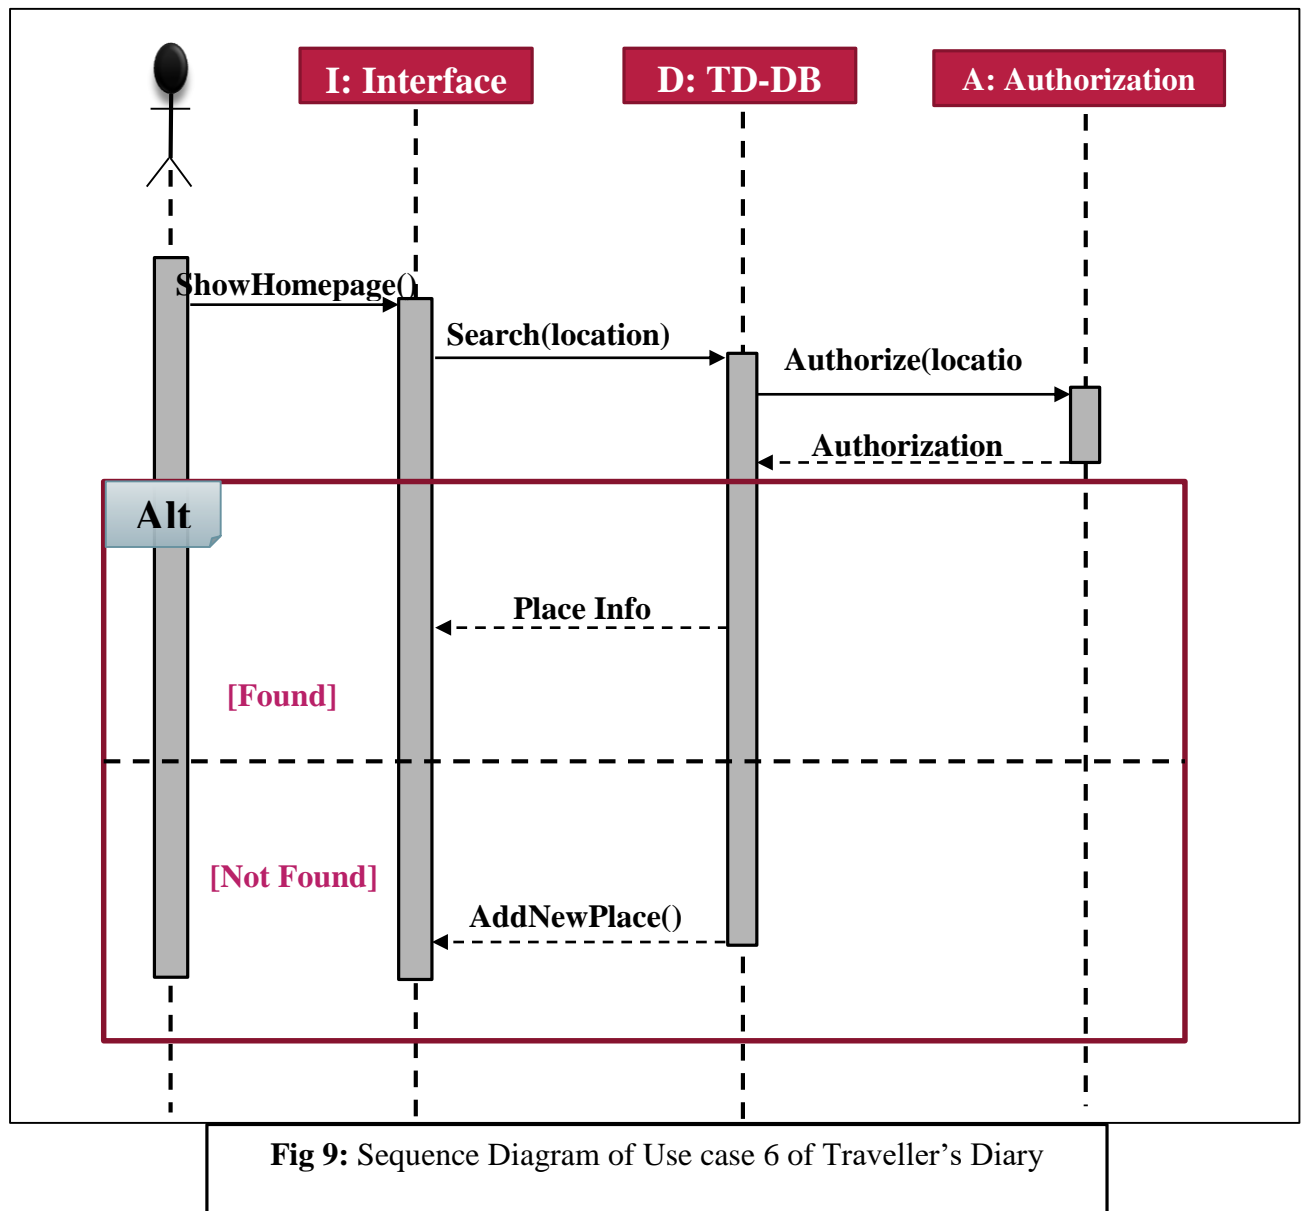 I: Interface
D: TD-DB
A: Authorization
ShowHomepage()
Search(location)
Authorize(locatio
Authorization
Alt
Place Info
[Found]
[Not Found]
AddNewPlace()
Fig 9: Sequence Diagram of Use case 6 of Traveller’s Diary